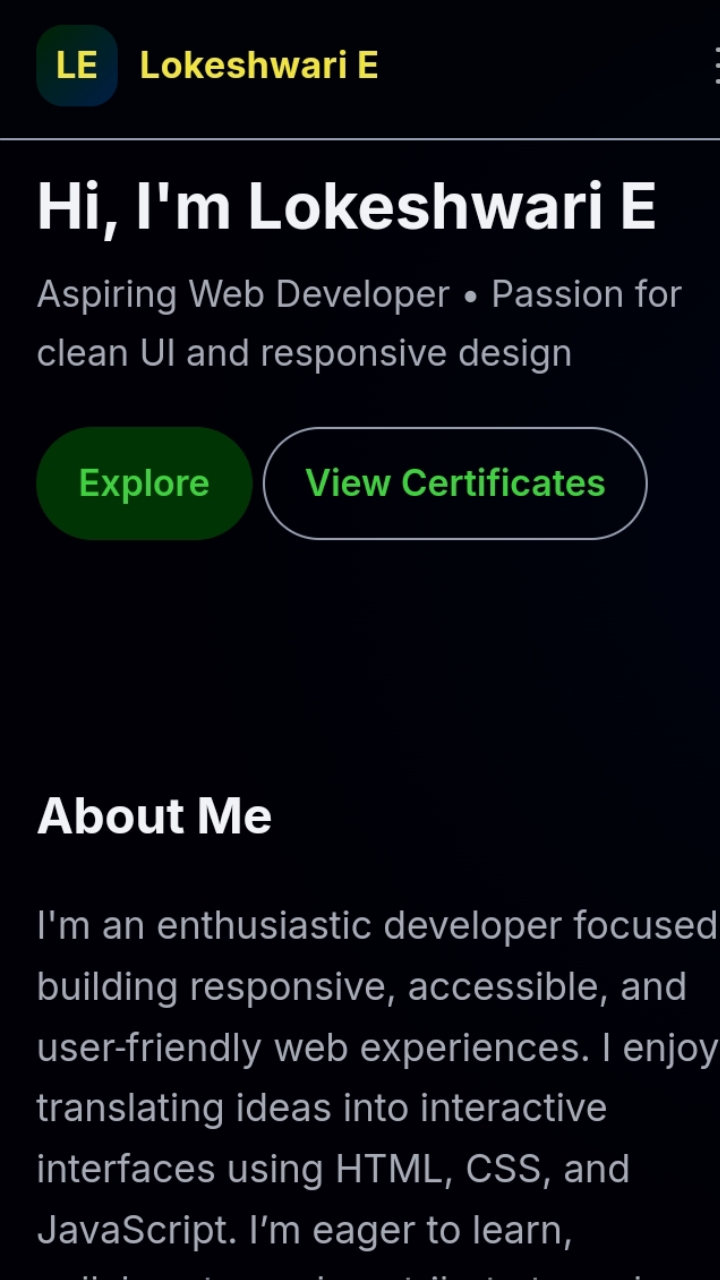 LE
Lokeshwari E
Hi, I'm Lokeshwari E
Aspiring Web Developer • Passion for
clean UI and responsive design
Explore
View Certificates
About Me
I'm an enthusiastic developer focused
building responsive, accessible, and
user-friendly web experiences. I enjoy
translating ideas into interactive
interfaces using HTML, CSS, and
JavaScript. I’m eager to learn,